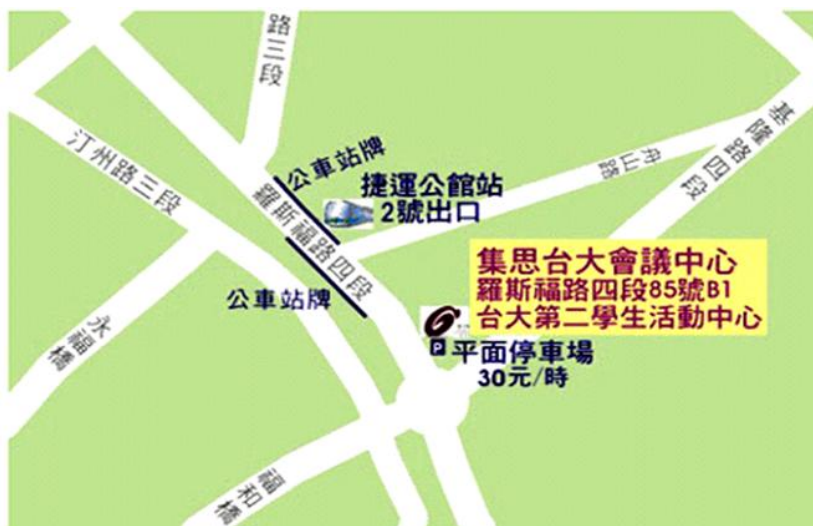 路三段
汀州路三段
公車站牌
捷運公館站
2號出口
羅斯福路四段
舟山路
基隆路四段
公車站牌
永福橋
集思台大會議中心
羅斯福路四段85號B1
台大第二學生活動中心
P平面停車場
30元/時
福和橋